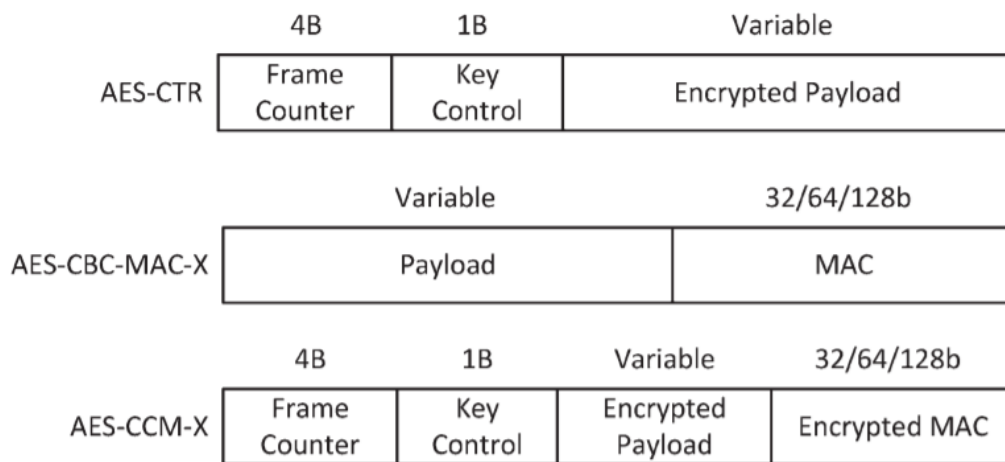 4B 1B Variable
AES-CTR Frame Counter Key Control Encrypted Payload
Variable 32/64/128b
AES-CBC-MAC-X Payload MAC
4B 1B Variable 32/64/128b
AES-CCM-X Frame Counter Key Control Encrypted Payload Encrypted MAC